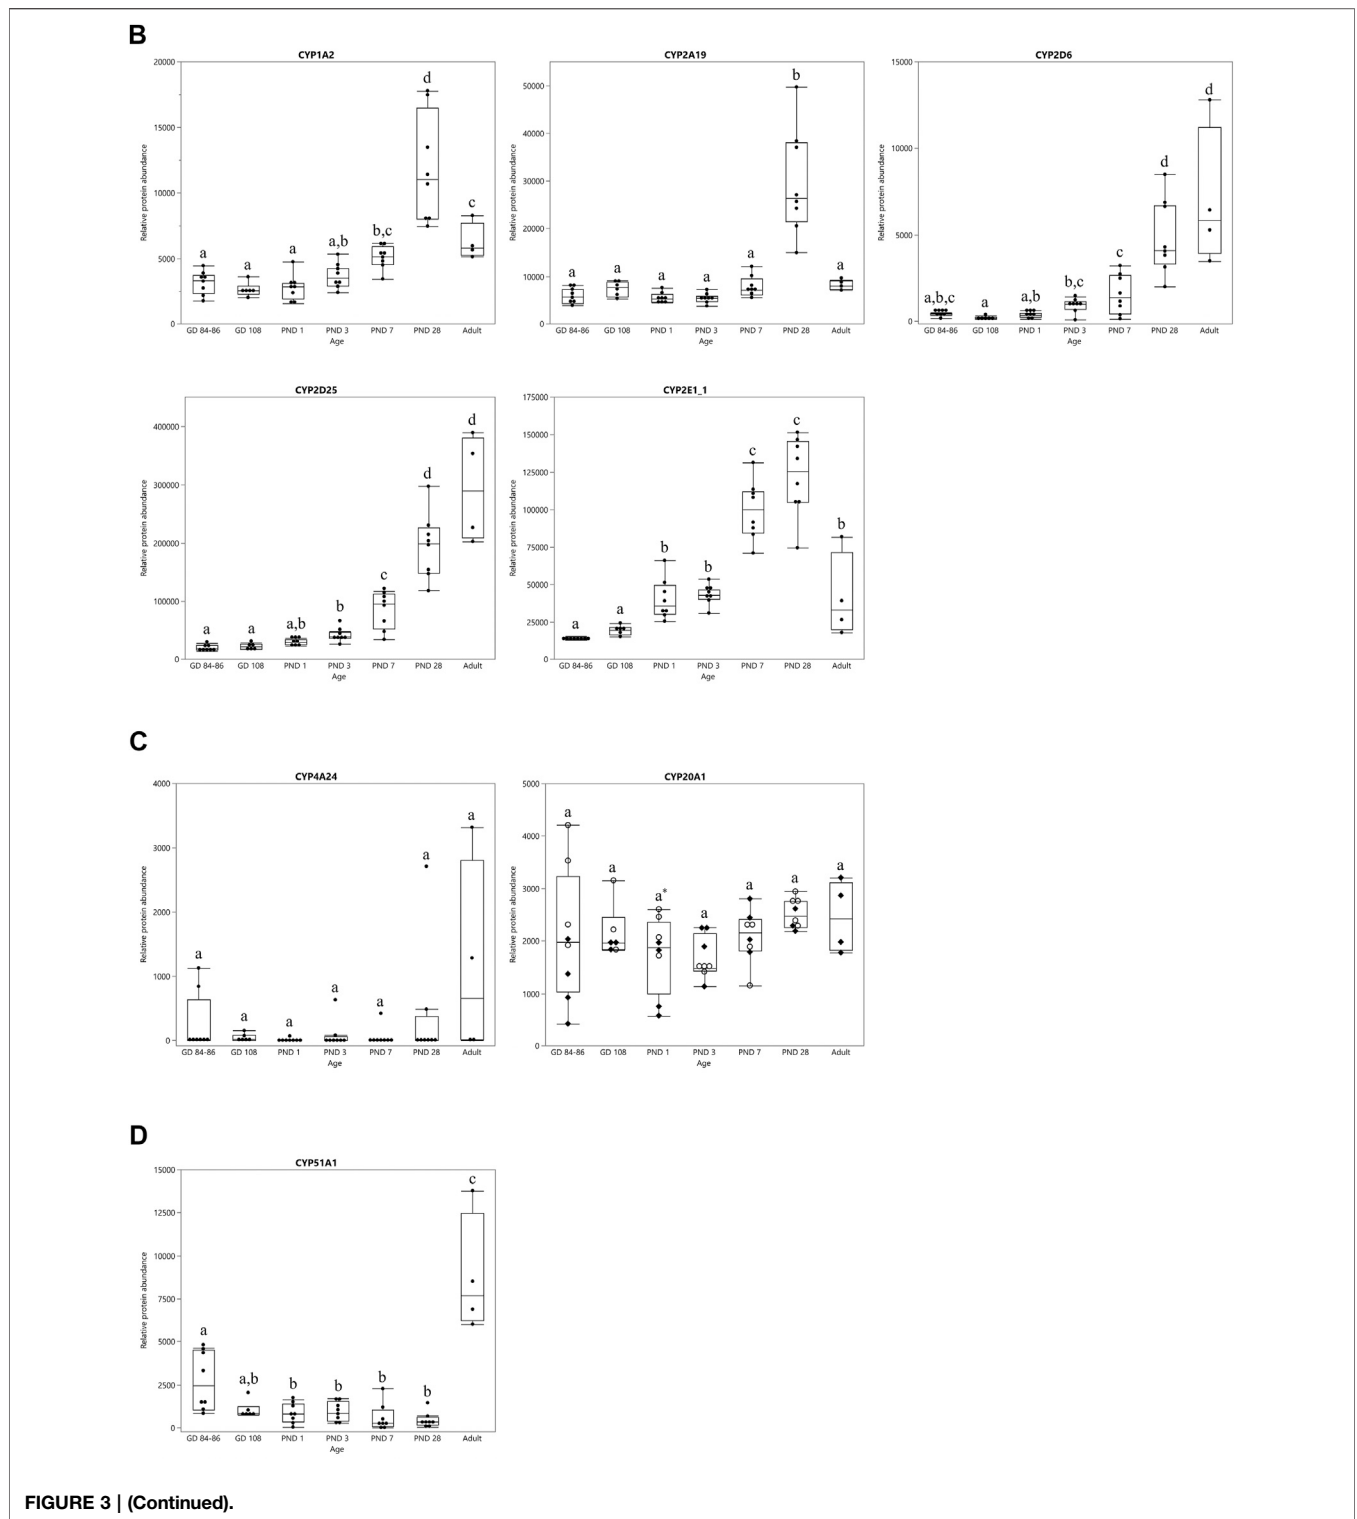 B
CYP1A2
Relative protein abundance
20000
15000
10000
5000
0
a
a
a
a,b
b,c
d
c
GD 84-86 GD 108 PND 1 PND 3 PND 7 PND 28 Adult
Age
CYP2A19
Relative protein abundance
50000
40000
30000
20000
10000
0
a
a
a
a
a
b
a
GD 84-86 GD 108 PND 1 PND 3 PND 7 PND 28 Adult
Age
CYP2D6
Relative protein abundance
15000
10000
5000
0
a,b,c
a
a,b
b,c
c
d
d
GD 84-86 GD 108 PND 1 PND 3 PND 7 PND 28 Adult
Age
CYP2D25
Relative protein abundance
400000
300000
200000
100000
0
a
a
a,b
b
c
d
d
GD 84-86 GD 108 PND 1 PND 3 PND 7 PND 28 Adult
Age
CYP2E1_1
Relative protein abundance
175000
150000
125000
100000
75000
50000
25000
0
a
a
b
b
c
c
b
GD 84-86 GD 108 PND 1 PND 3 PND 7 PND 28 Adult
Age
C
CYP4A24
Relative protein abundance
4000
3000
2000
1000
0
a
a
a
a
a
a
a
GD 84-86 GD 108 PND 1 PND 3 PND 7 PND 28 Adult
Age
CYP20A1
Relative protein abundance
5000
4000
3000
2000
1000
0
a
a
a*
a
a
a
a
GD 84-86 GD 108 PND 1 PND 3 PND 7 PND 28 Adult
Age
D
CYP51A1
Relative protein abundance
15000
12500
10000
7500
5000
2500
0
a
a,b
b
b
b
b
c
GD 84-86 GD 108 PND 1 PND 3 PND 7 PND 28 Adult
Age
FIGURE 3 | (Continued).